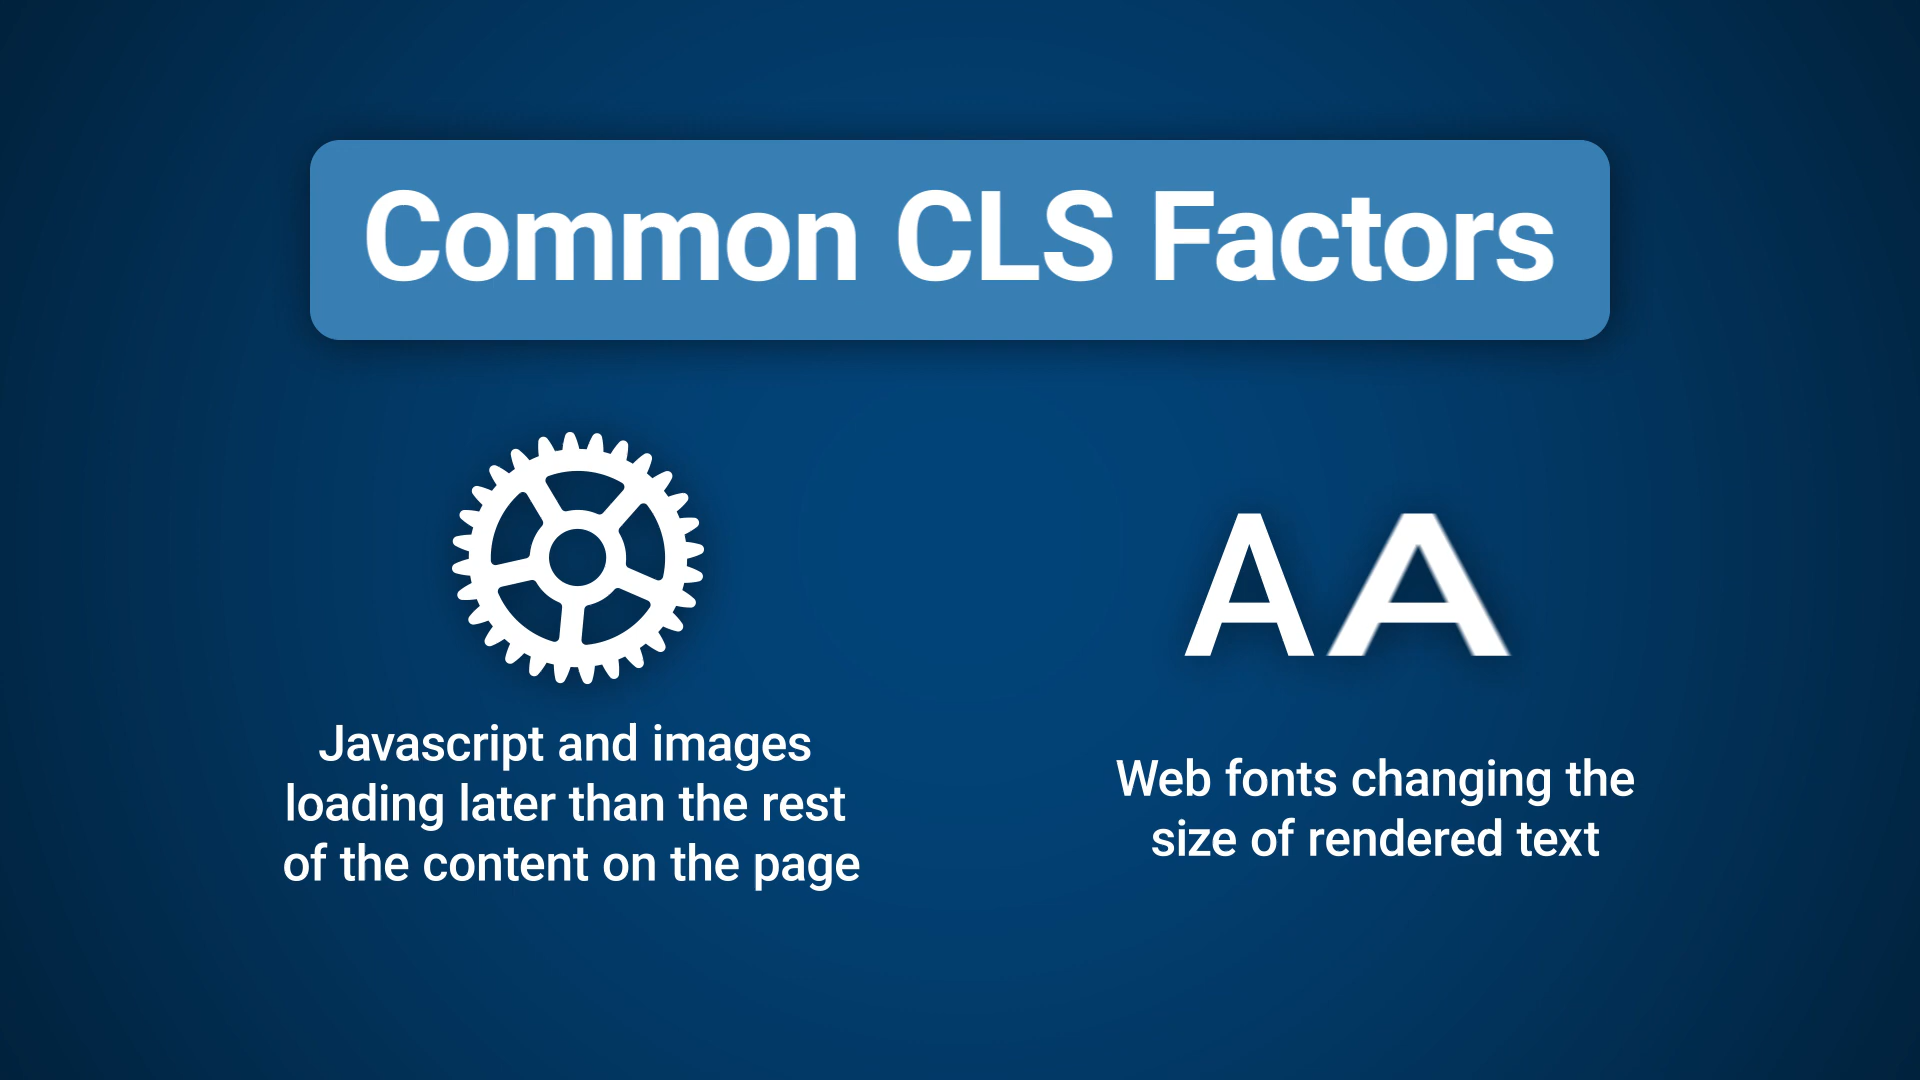 Common CLS Factors
A A
Javascript and images
loading later than the rest
of the content on the page
Web fonts changing the
size of rendered text